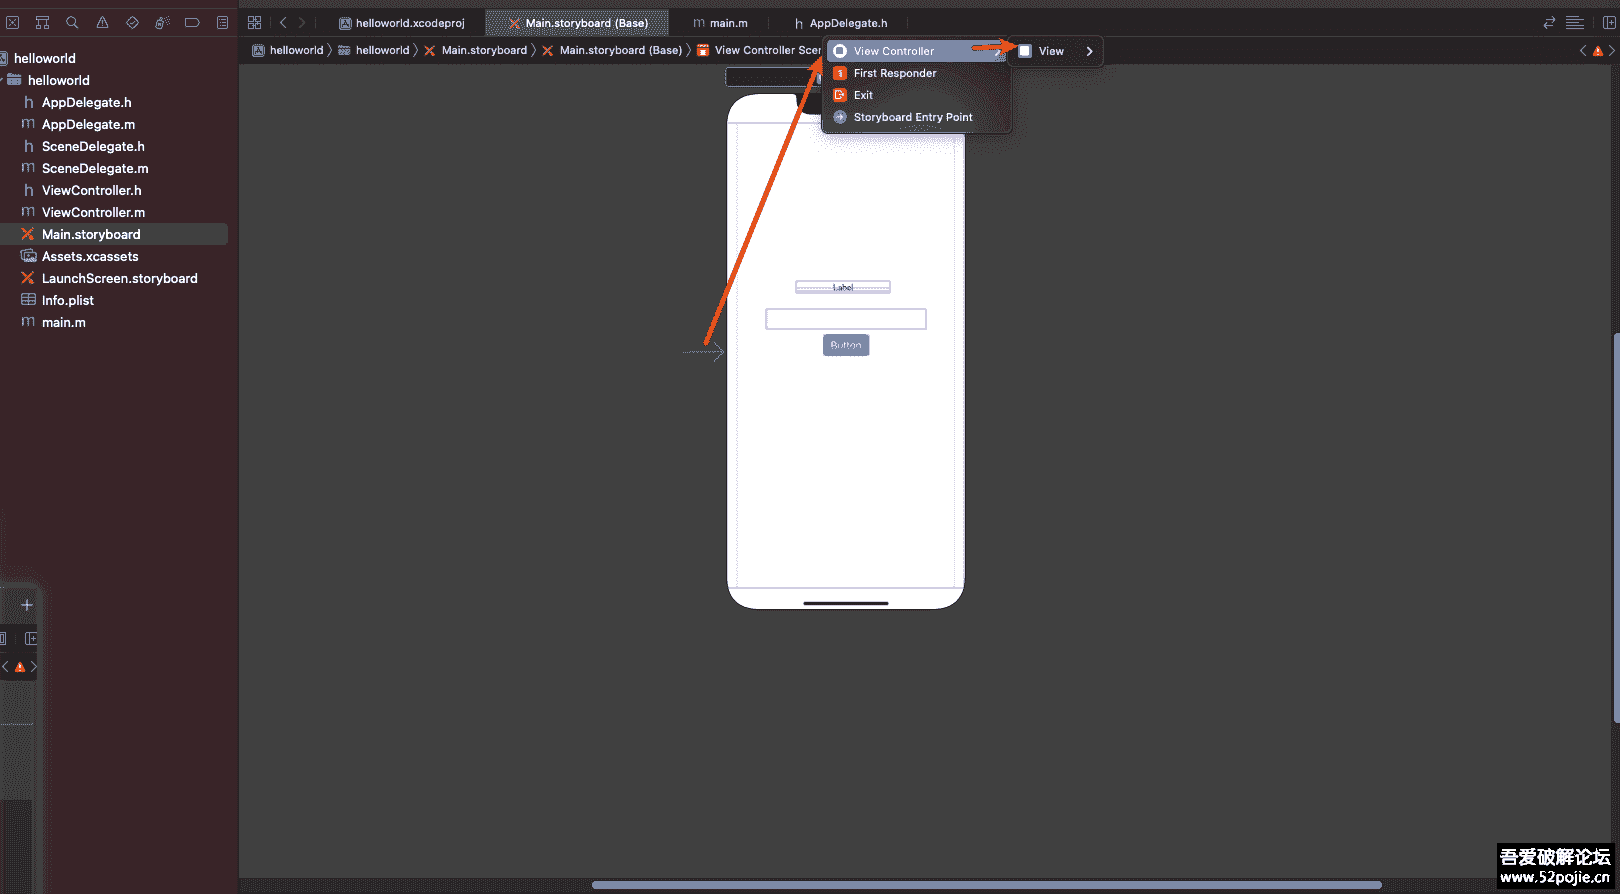 helloworld.xcodeproj
Main.storyboard (Base)
m main.m
h AppDelegate.h
helloworld
helloworld
Main.storyboard
Main.storyboard (Base)
View Controller Scen
View Controller
View
First Responder
Exit
Storyboard Entry Point
helloworld
helloworld
h AppDelegate.h
m AppDelegate.m
h SceneDelegate.h
m SceneDelegate.m
h ViewController.h
m ViewController.m
Main.storyboard
Assets.xcassets
LaunchScreen.storyboard
Info.plist
m main.m
Label
Button
吾爱破解论坛
www.52pojie.cn